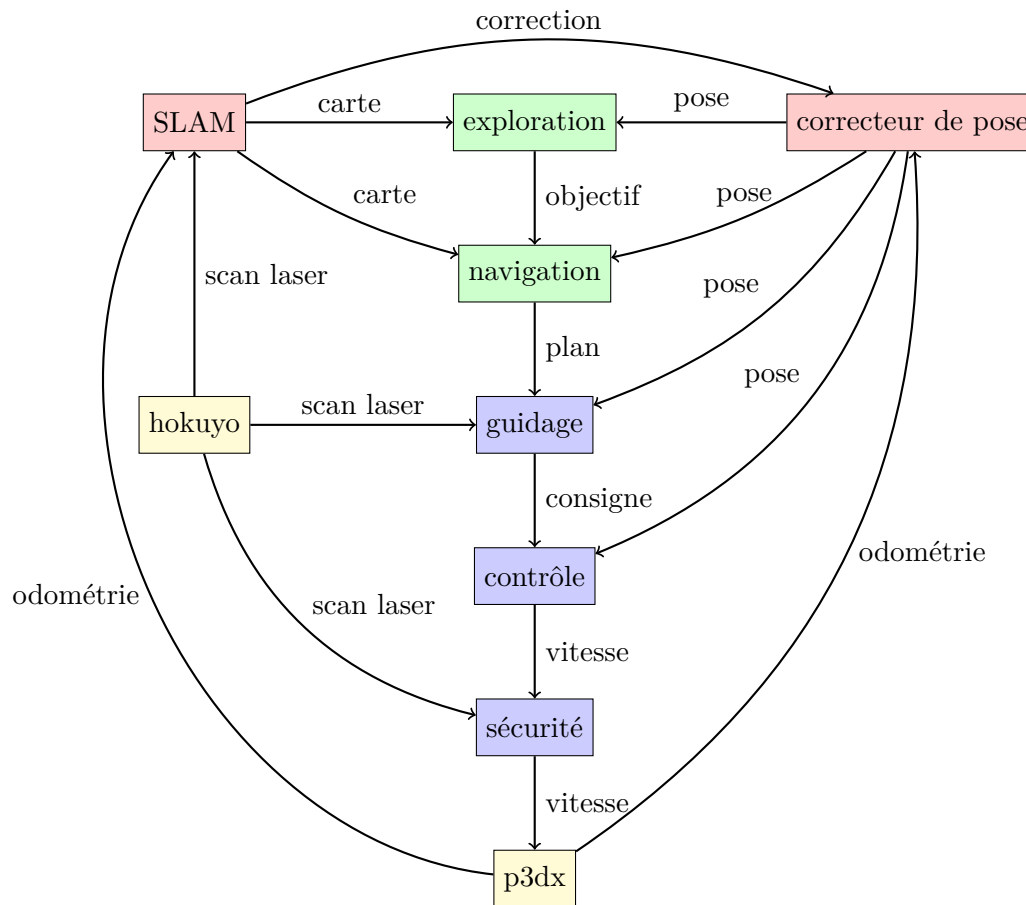 correction
SLAM
carte
exploration
pose
correcteur de pose
carte
objectif
pose
scan laser
navigation
pose
plan
pose
hokuyo
scan laser
guidage
consigne
contrôle
odométrie
odométrie
scan laser
vitesse
sécurité
vitesse
p3dx